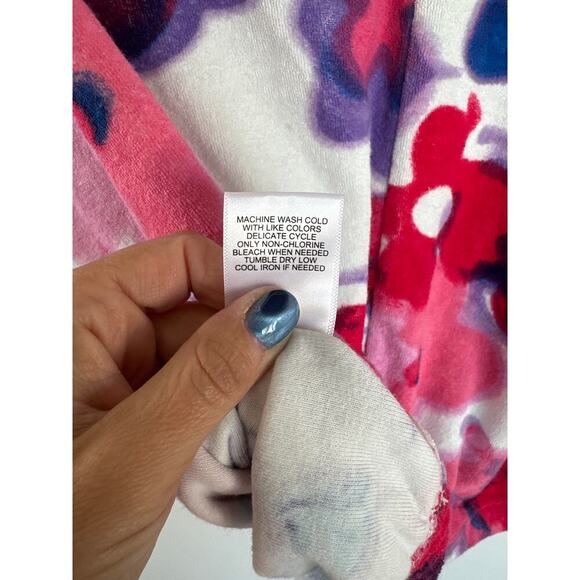 MACHINE WASH COLD
WITH LIKE COLORS
DELICATE CYCLE
ONLY NON-CHLORINE
BLEACH WHEN NEEDED
TUMBLE DRY LOW
COOL IRON IF NEEDED